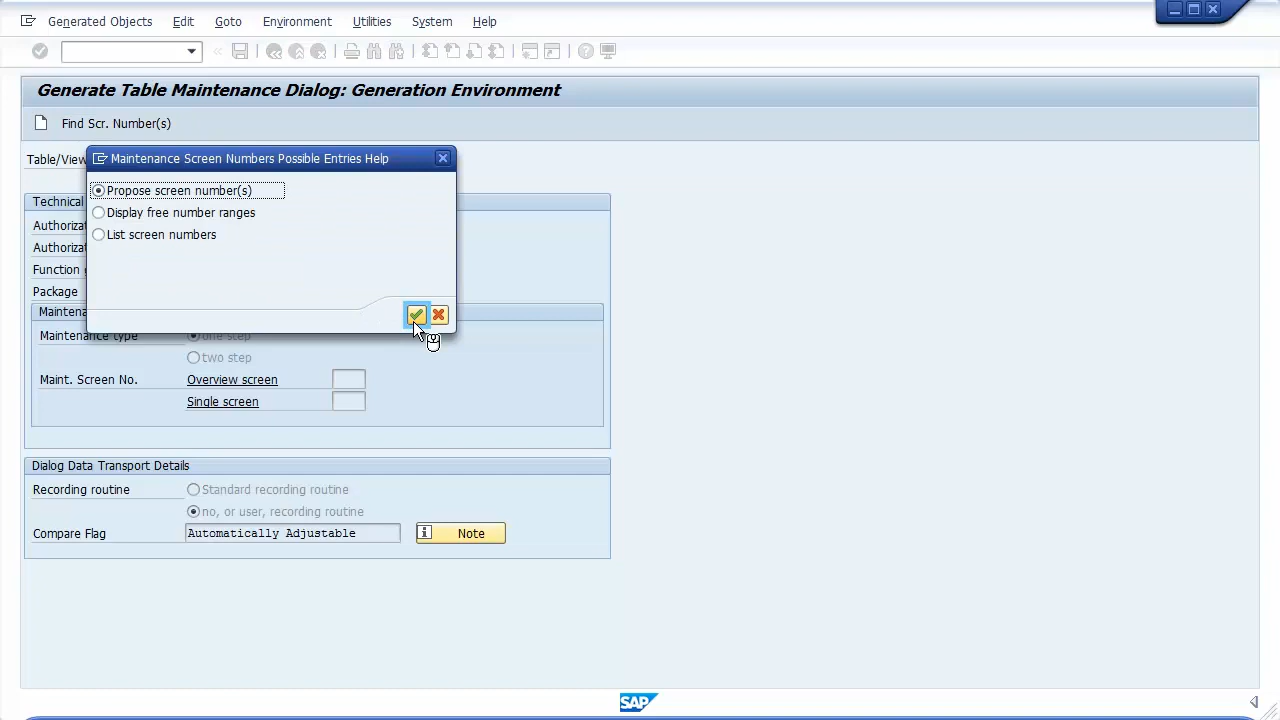 Generated Objects Edit Goto Environment Utilities System Help
Generate Table Maintenance Dialog: Generation Environment
Find Scr. Number(s)
Table/View
Maintenance Screen Numbers Possible Entries Help
Propose screen number(s)
Display free number ranges
List screen numbers
Technical
Authorizat
Authorizat
Function g
Package
Maintena
Maintenance type one step
two step
Maint. Screen No. Overview screen
Single screen
Dialog Data Transport Details
Recording routine Standard recording routine
no, or user, recording routine
Compare Flag Automatically Adjustable Note
SAP